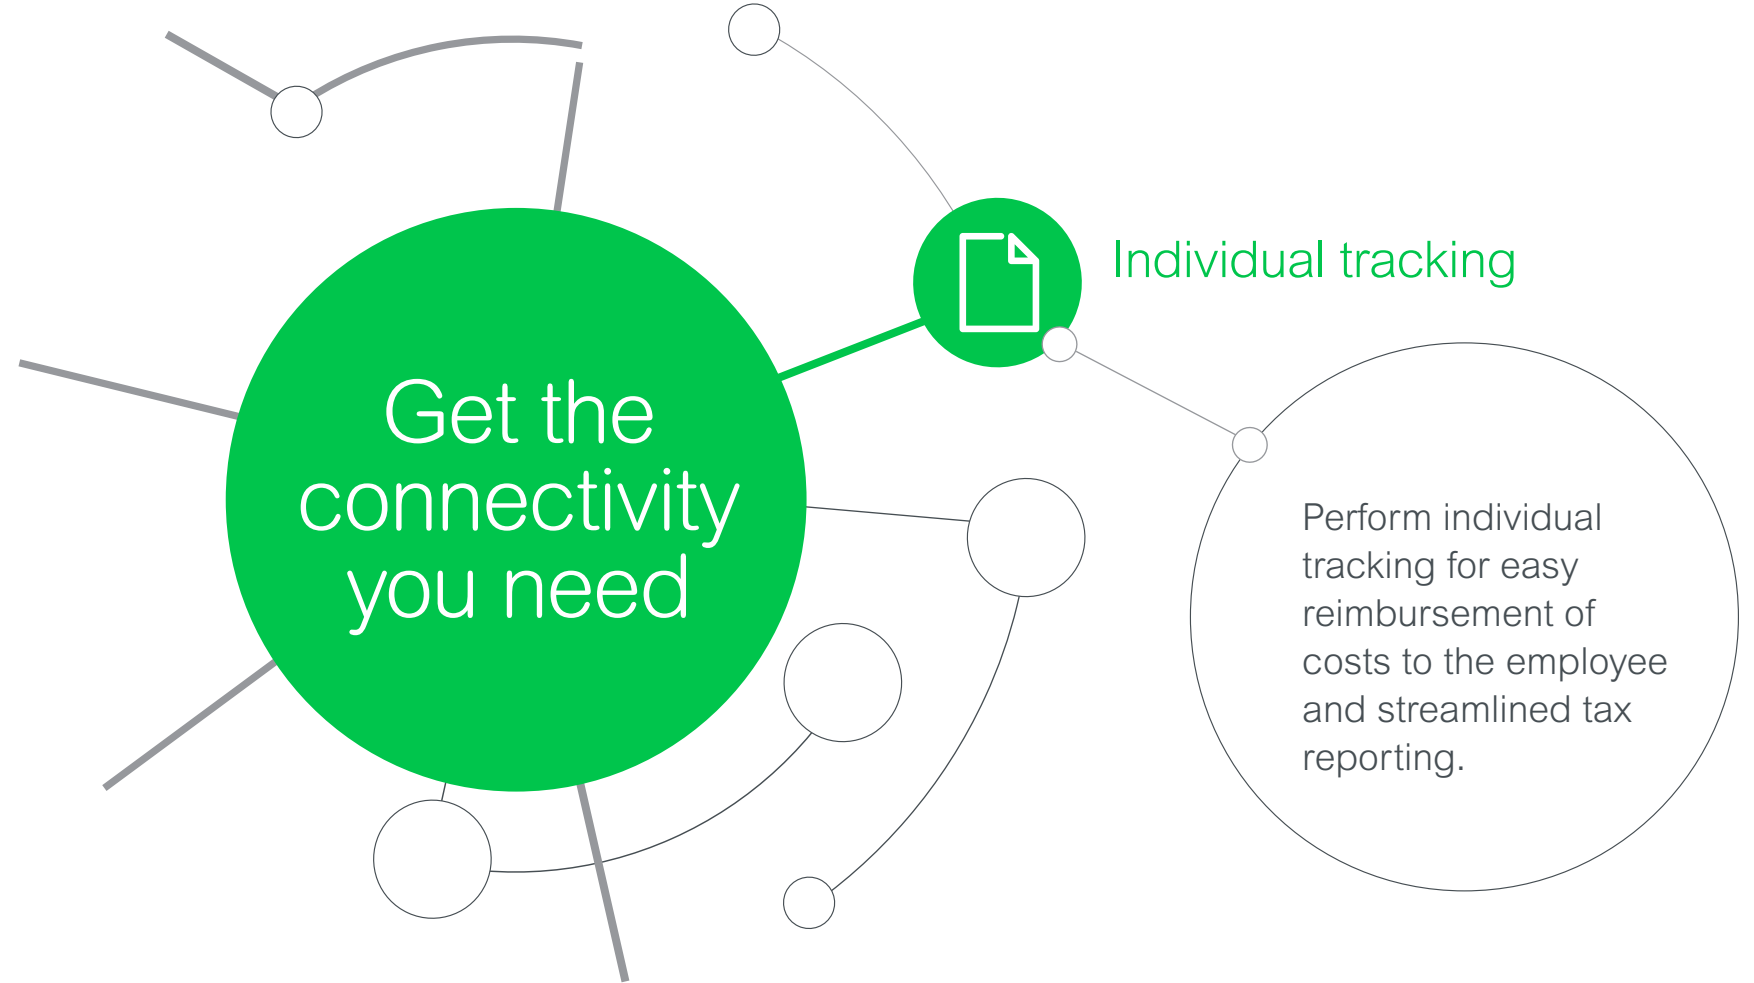 Individual tracking
Get the
connectivity
you need
Perform individual
tracking for easy
reimbursement of
costs to the employee
and streamlined tax
reporting.